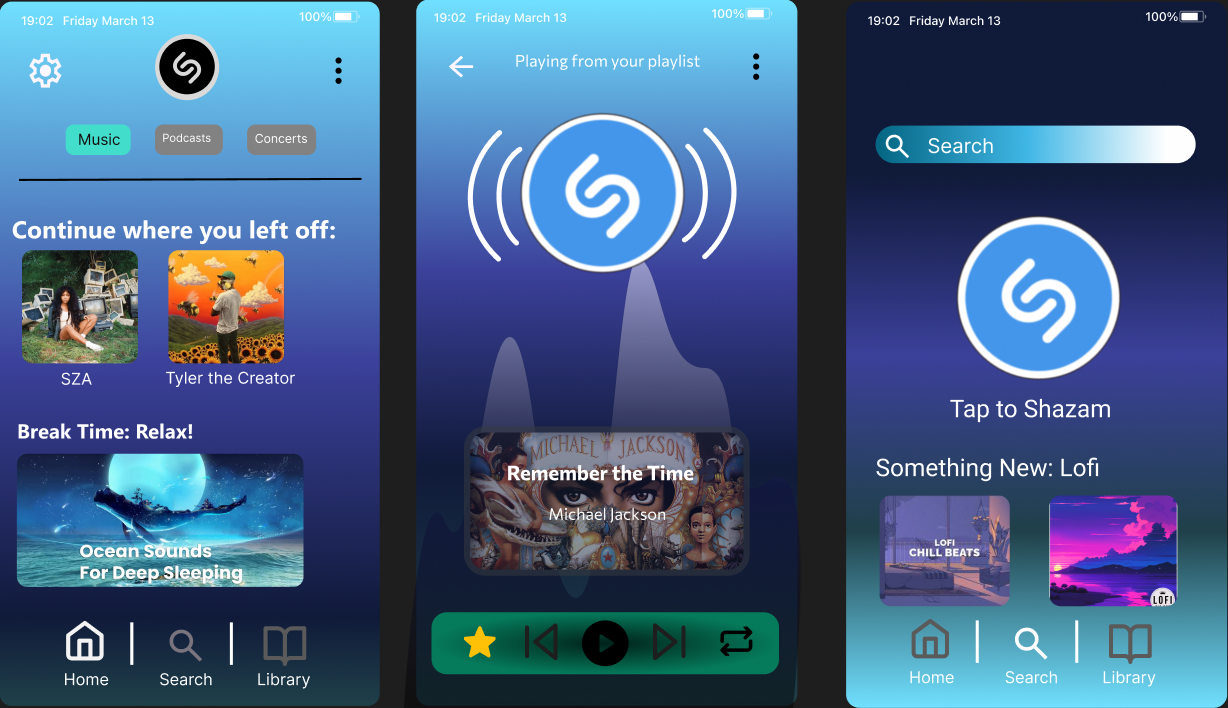 19:02 Friday March 13
100%
Music
Podcasts
Concerts
Continue where you left off:
SZA
Tyler the Creator
Break Time: Relax!
Ocean Sounds
For Deep Sleeping
Home
Search
Library
19:02 Friday March 13
100%
Playing from your playlist
MICHAEL JACKSON
Remember the Time
Michael Jackson
19:02 Friday March 13
100%
Search
Tap to Shazam
Something New: Lofi
LOFI
CHILL BEATS
LOFI
Home
Search
Library